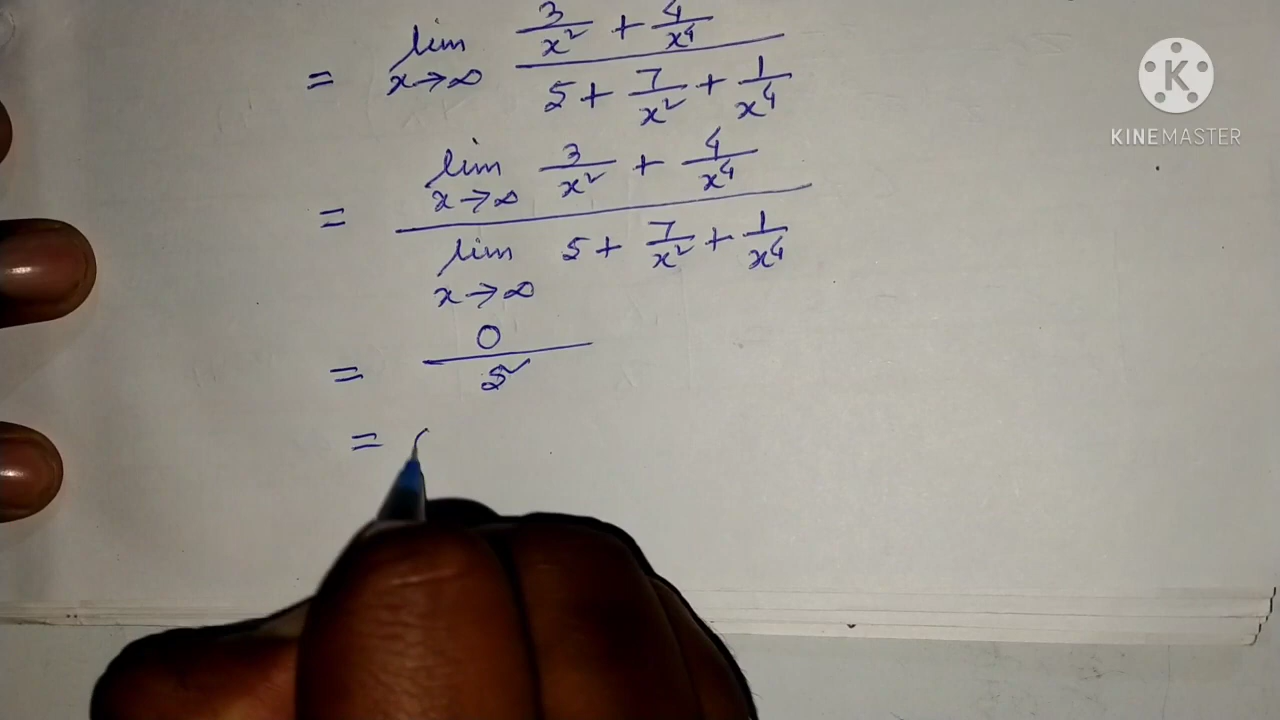 = lim x→∞ (3/x² + 4/x⁴) / (5 + 7/x² + 1/x⁴)
= (lim x→∞ 3/x² + 4/x⁴) / (lim x→∞ 5 + 7/x² + 1/x⁴)
= 0/5
=
K
KINEMASTER